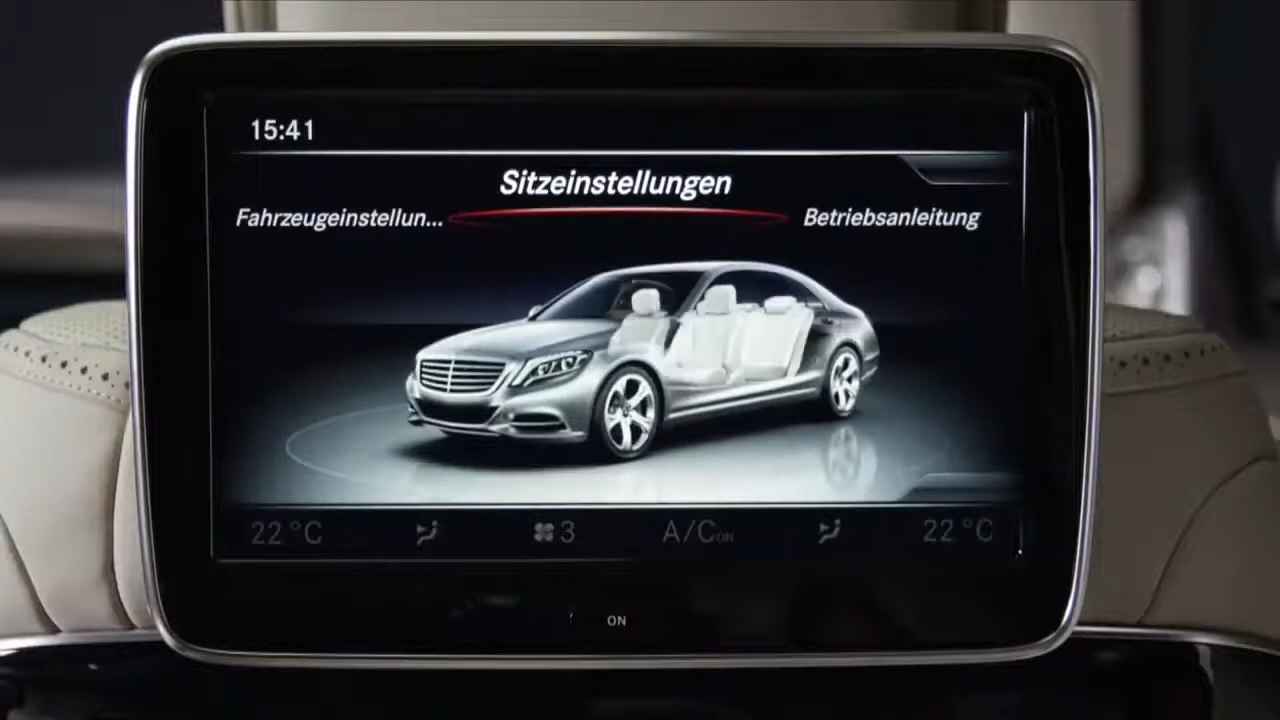 15:41
Sitzeinstellungen
Fahrzeugeinstellun... Betriebsanleitung
22°C 3 A/C ON 22°C
ON